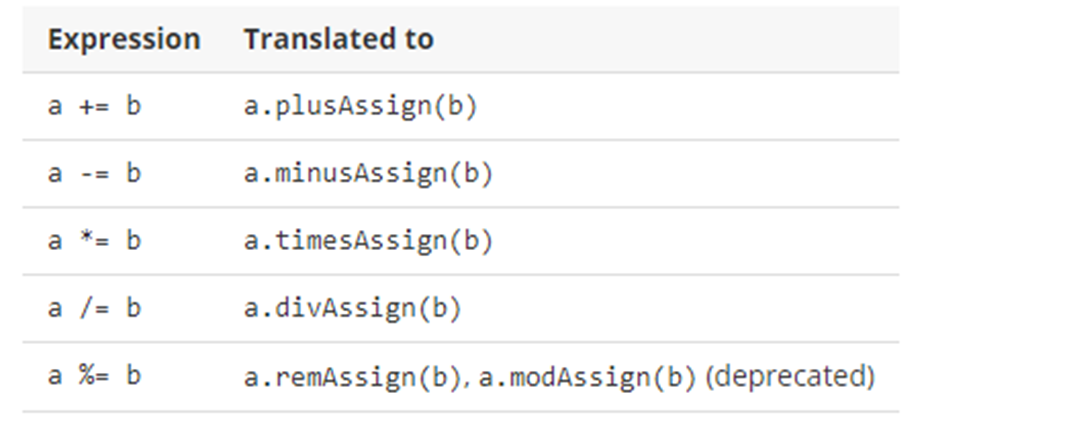 Expression Translated to
a += b a.plusAssign(b)
a -= b a.minusAssign(b)
a *= b a.timesAssign(b)
a /= b a.divAssign(b)
a %= b a.remAssign(b), a.modAssign(b) (deprecated)